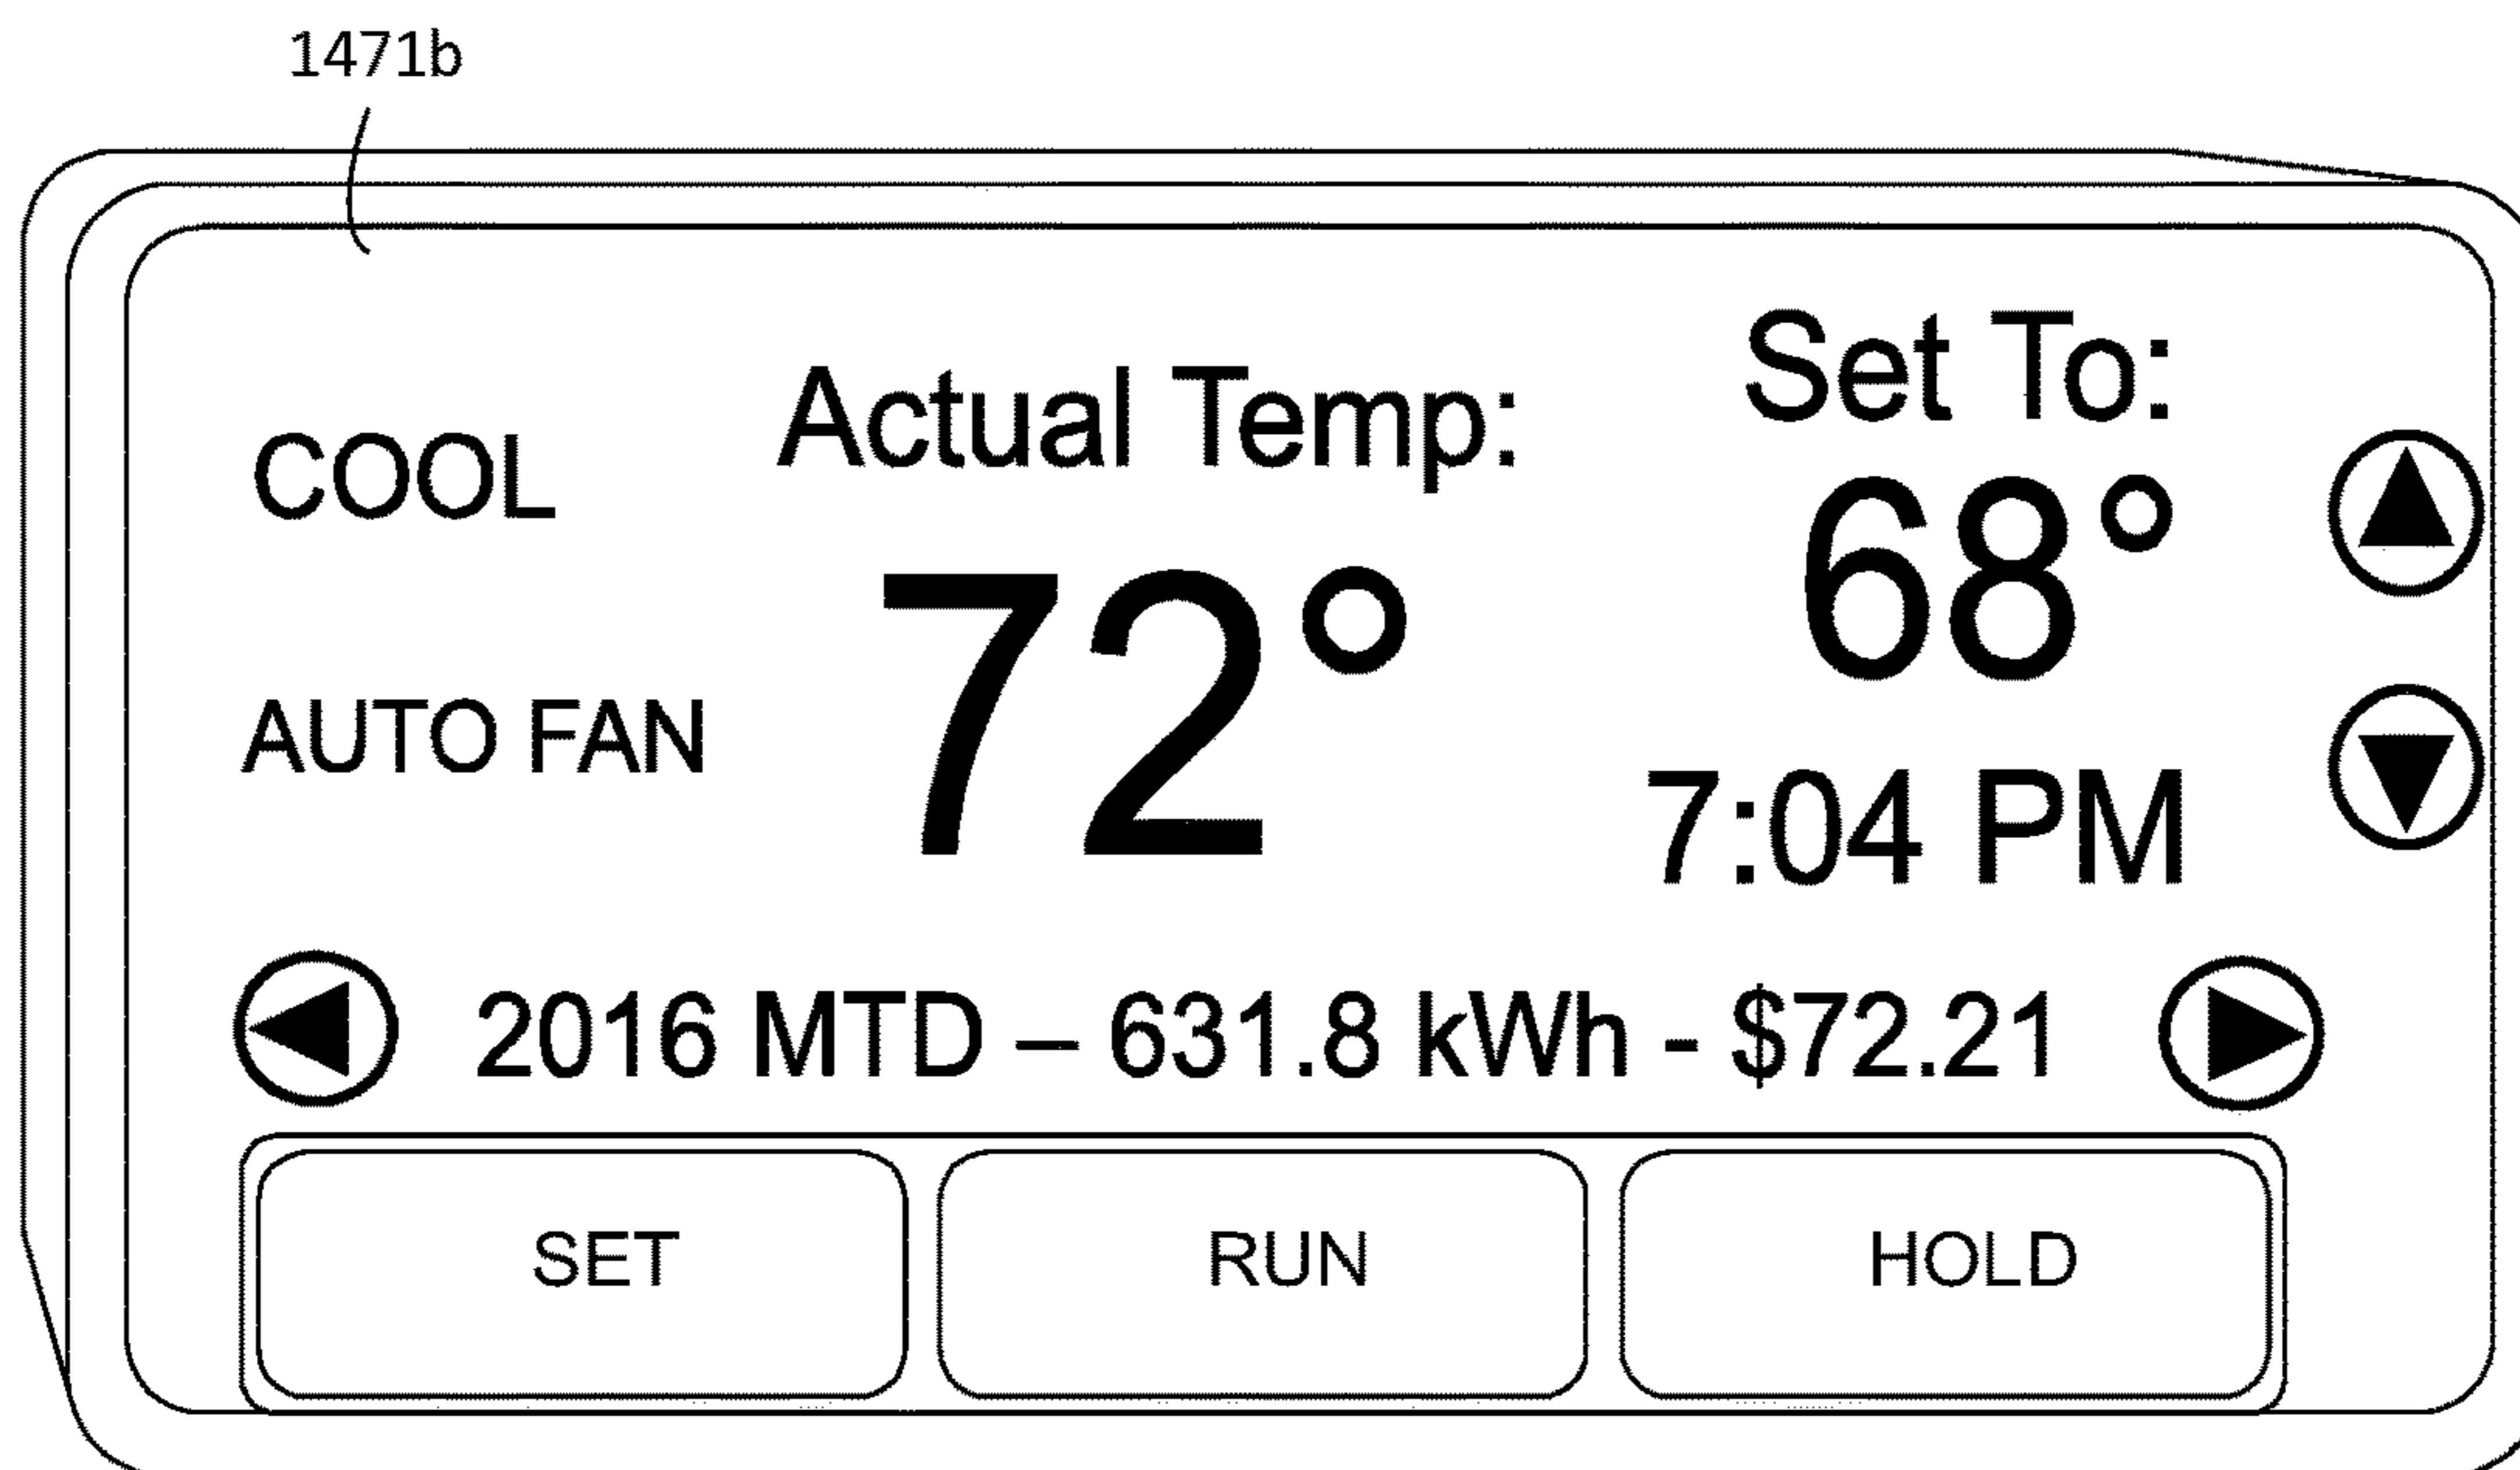 1471b
COOL
AUTO FAN
Actual Temp:
72°
Set To:
68°
7:04 PM
2016 MTD – 631.8 kWh - $72.21
SET
RUN
HOLD